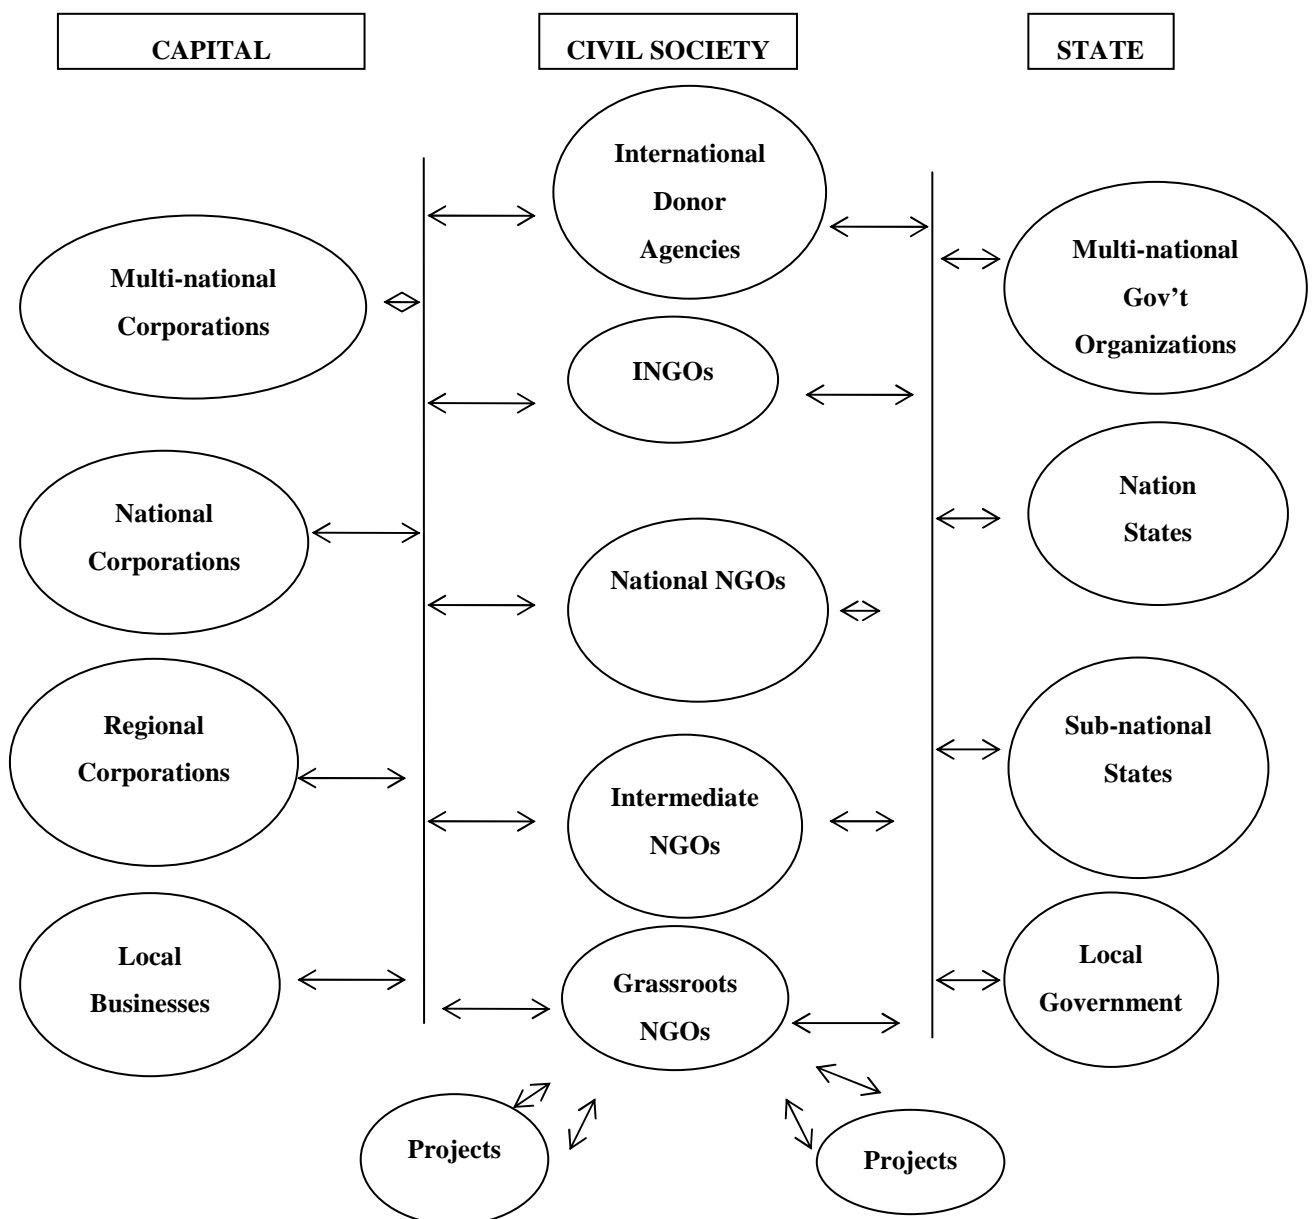 CAPITAL
CIVIL SOCIETY
STATE
International
Donor
Agencies
Multi-national
Corporations
Multi-national
Gov’t
Organizations
INGOs
National
Corporations
Nation
States
National NGOs
Regional
Corporations
Sub-national
States
Intermediate
NGOs
Local
Businesses
Local
Government
Grassroots
NGOs
Projects
Projects